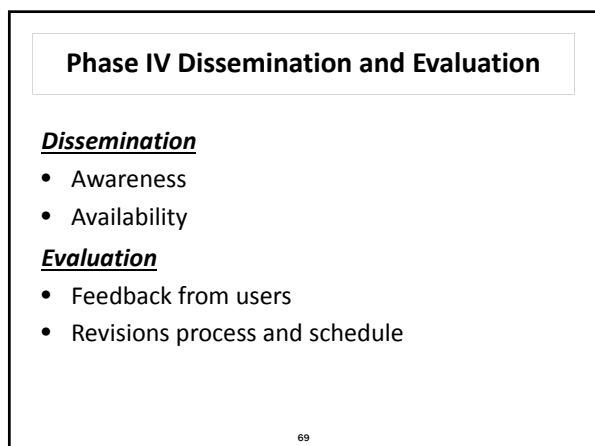 Phase IV Dissemination and Evaluation
Dissemination
• Awareness
• Availability
Evaluation
• Feedback from users
• Revisions process and schedule
69